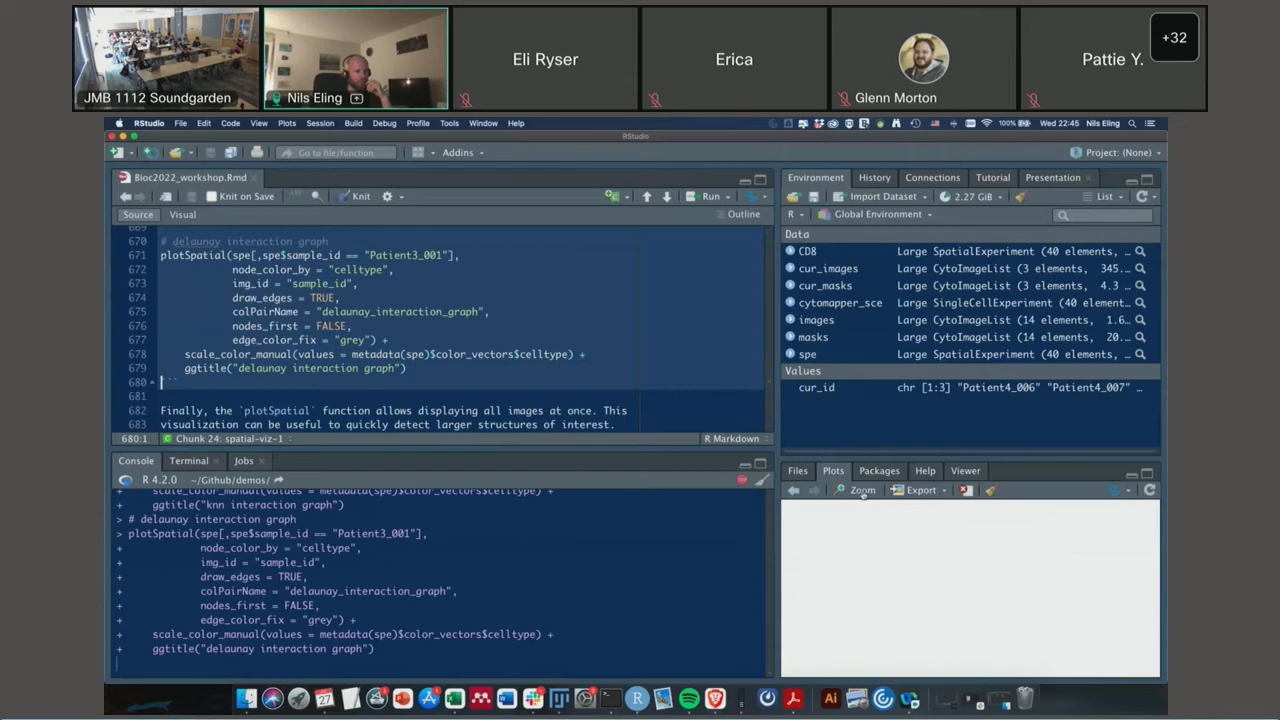 JMB 1112 Soundgarden
Nils Eling
Eli Ryser
Erica
Glenn Morton
Pattie Y.
+32
RStudio File Edit Code View Plots Session Build Debug Profile Tools Window Help
100% Wed 22:45 Nils Eling
RStudio
Go to file/function
Addins
Project: (None)
Bioc2022_workshop.Rmd
Knit on Save
Knit
Run
Source Visual
Outline
669
670 # delaunay interaction graph
671 plotSpatial(spe[,spe$sample_id == "Patient3_001"],
672 node_color_by = "celltype",
673 img_id = "sample_id",
674 draw_edges = TRUE,
675 colPairName = "delaunay_interaction_graph",
676 nodes_first = FALSE,
677 edge_color_fix = "grey") +
678 scale_color_manual(values = metadata(spe)$color_vectors$celltype) +
679 ggtitle("delaunay interaction graph")
680 ```
681
682 Finally, the `plotSpatial` function allows displaying all images at once. This
683 visualization can be useful to quickly detect larger structures of interest.
680:1 Chunk 24: spatial-viz-1 R Markdown
Console Terminal Jobs
R 4.2.0 · ~/Github/demos/
+ scale_color_manual(values = metadata(spe)$color_vectors$celltype) +
+ ggtitle("knn interaction graph")
> # delaunay interaction graph
> plotSpatial(spe[,spe$sample_id == "Patient3_001"],
+ node_color_by = "celltype",
+ img_id = "sample_id",
+ draw_edges = TRUE,
+ colPairName = "delaunay_interaction_graph",
+ nodes_first = FALSE,
+ edge_color_fix = "grey") +
+ scale_color_manual(values = metadata(spe)$color_vectors$celltype) +
+ ggtitle("delaunay interaction graph")
Environment History Connections Tutorial Presentation
Import Dataset 2.27 GiB List
R Global Environment
Data
CD8 Large SpatialExperiment (40 elements, …
cur_images Large CytoImageList (3 elements, 345.…
cur_masks Large CytoImageList (3 elements, 4.3 …
cytomapper_sce Large SingleCellExperiment (40 element…
images Large CytoImageList (14 elements, 1.6…
masks Large CytoImageList (14 elements, 20.…
spe Large SpatialExperiment (40 elements, …
Values
cur_id chr [1:3] "Patient4_006" "Patient4_007" …
Files Plots Packages Help Viewer
Zoom Export